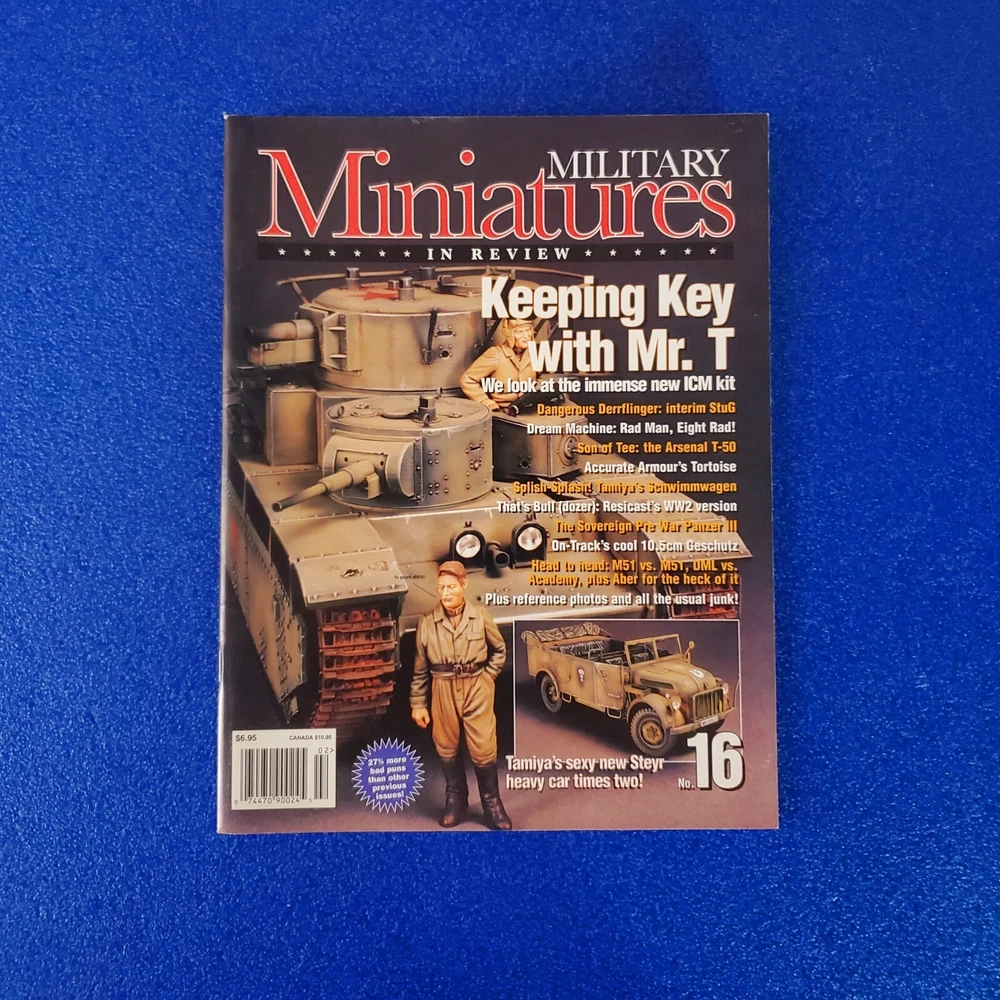 MILITARY
Miniatures
IN REVIEW
Keeping Key
with Mr. T
We look at the immense new ICM kit
Dangerous Derrflinger: interim StuG
Dream Machine: Rad Man, Eight Rad!
Son of Tee: the Arsenal T-50
Accurate Armour's Tortoise
Splish-Splash! Tamiya's Schwimmwagen
That's Bull (dozer): Resicast's WW2 version
The Sovereign Pre War Panzer III
On-Track's cool 10.5cm Geschutz
Head to head: M51 vs. M51, DML vs.
Academy, plus Aber for the heck of it
Plus reference photos and all the usual junk!
Tamiya's sexy new Steyr
heavy car times two!
No. 16
$6.95 CANADA $10.95
02>
0 74470 90024 3
27% more
bad puns
than other
previous
issues!